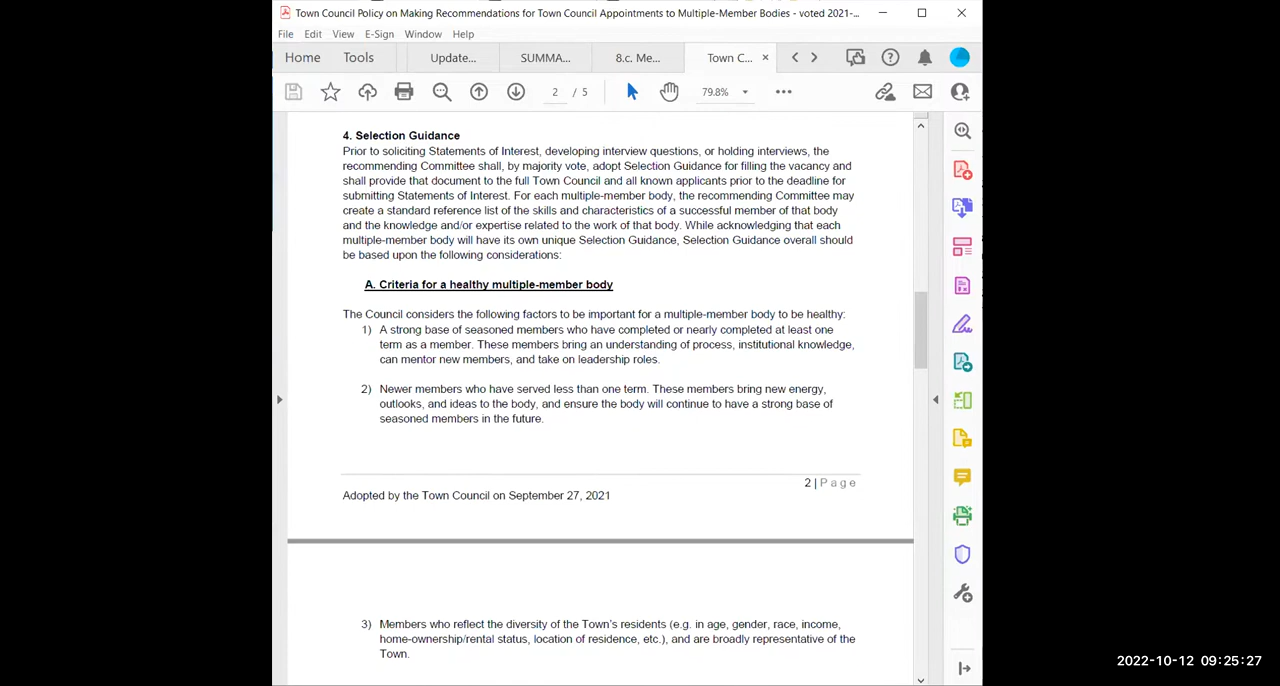 Town Council Policy on Making Recommendations for Town Council Appointments to Multiple-Member Bodies - voted 2021-...
File Edit View E-Sign Window Help
Home Tools Update... SUMMA... 8.c. Me... Town C...
2 / 5 79.8%
4. Selection Guidance
Prior to soliciting Statements of Interest, developing interview questions, or holding interviews, the
recommending Committee shall, by majority vote, adopt Selection Guidance for filling the vacancy and
shall provide that document to the full Town Council and all known applicants prior to the deadline for
submitting Statements of Interest. For each multiple-member body, the recommending Committee may
create a standard reference list of the skills and characteristics of a successful member of that body
and the knowledge and/or expertise related to the work of that body. While acknowledging that each
multiple-member body will have its own unique Selection Guidance, Selection Guidance overall should
be based upon the following considerations:
A. Criteria for a healthy multiple-member body
The Council considers the following factors to be important for a multiple-member body to be healthy:
1) A strong base of seasoned members who have completed or nearly completed at least one
term as a member. These members bring an understanding of process, institutional knowledge,
can mentor new members, and take on leadership roles.
2) Newer members who have served less than one term. These members bring new energy,
outlooks, and ideas to the body, and ensure the body will continue to have a strong base of
seasoned members in the future.
2 | Page
Adopted by the Town Council on September 27, 2021
3) Members who reflect the diversity of the Town's residents (e.g. in age, gender, race, income,
home-ownership/rental status, location of residence, etc.), and are broadly representative of the
Town.
2022-10-12 09:25:27